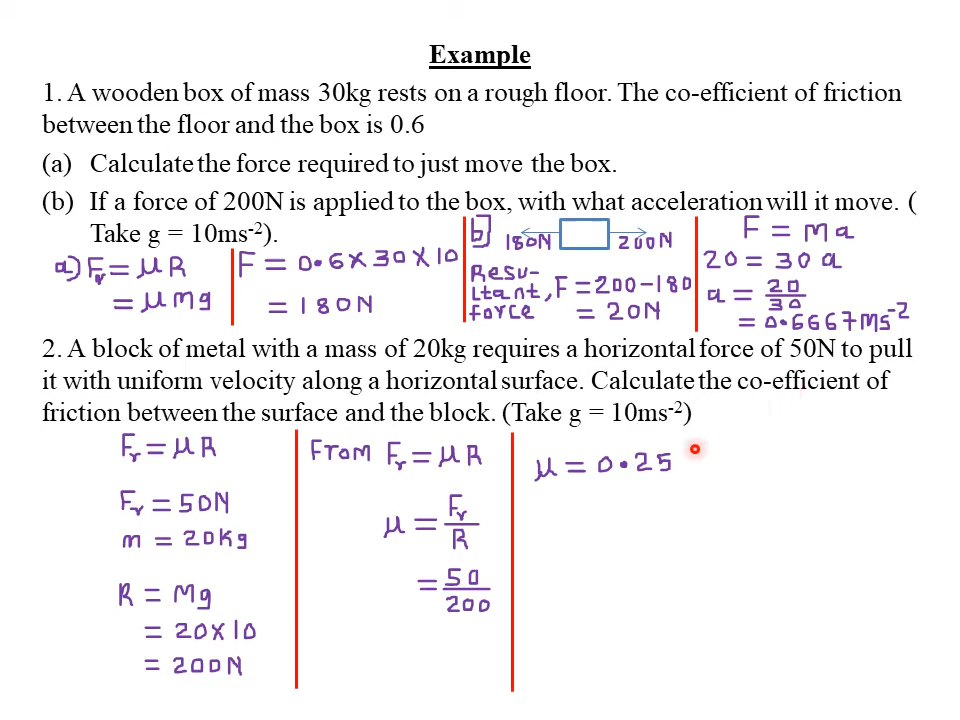 Example
1. A wooden box of mass 30kg rests on a rough floor. The co-efficient of friction
between the floor and the box is 0.6
(a) Calculate the force required to just move the box.
(b) If a force of 200N is applied to the box, with what acceleration will it move. (
Take g = 10ms⁻²).
a) Fᵣ = μR
= μmg
F = 0.6 X 30 X 10
= 180N
b)
180N 200N
Resu-
ltant, F = 200 - 180
force = 20N
F = ma
20 = 30a
a = 20/30
= 0.6667Ms⁻²
2. A block of metal with a mass of 20kg requires a horizontal force of 50N to pull
it with uniform velocity along a horizontal surface. Calculate the co-efficient of
friction between the surface and the block. (Take g = 10ms⁻²)
Fᵣ = μR
Fᵣ = 50N
m = 20kg
R = Mg
= 20X10
= 200N
From Fᵣ = μR
μ = Fᵣ/R
= 50/200
μ = 0.25